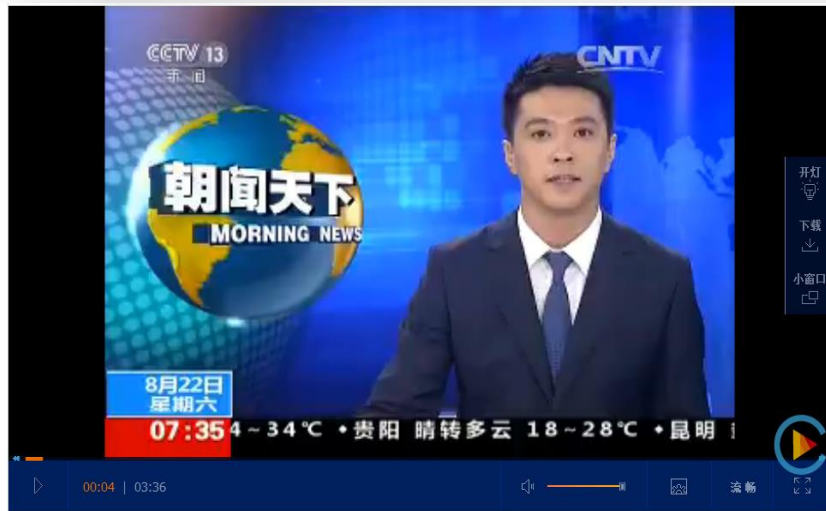 CCTV 13
新闻
CNTV
朝闻天下
MORNING NEWS
开灯
下载
小窗口
8月22日
星期六
07:35
4～34℃ •贵阳 晴转多云 18～28℃ •昆明
00:04 | 03:36
流畅